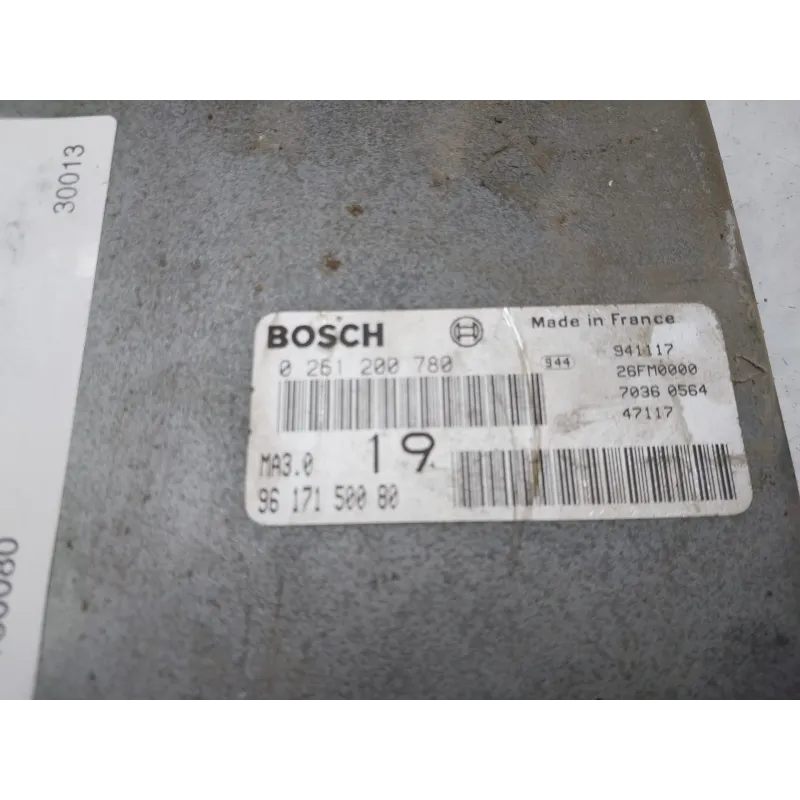 30013
BOSCH
Made in France
0 261 200 780
944
941117
26FM0000
7036 0564
47117
MA3.0
19
96 171 500 80